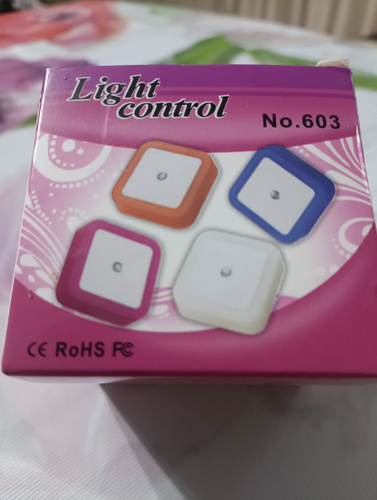 Light
control
No.603
CE RoHS FC